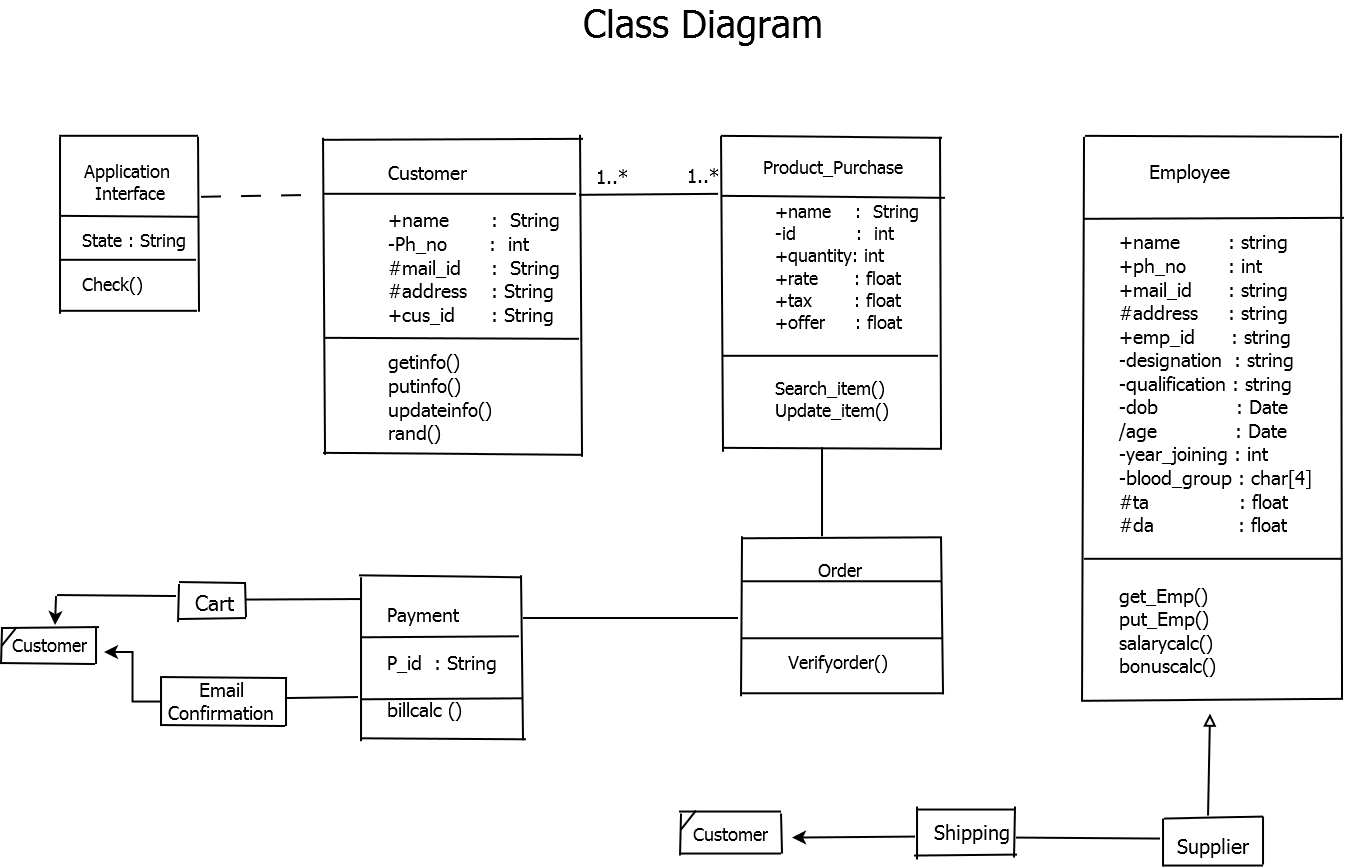 Class Diagram
Application
Interface
State : String
Check()
Customer
+name : String
-Ph_no : int
#mail_id : String
#address : String
+cus_id : String
getinfo()
putinfo()
updateinfo()
rand()
1..* 1..*
Product_Purchase
+name : String
-id : int
+quantity: int
+rate : float
+tax : float
+offer : float
Search_item()
Update_item()
Employee
+name : string
+ph_no : int
+mail_id : string
#address : string
+emp_id : string
-designation : string
-qualification : string
-dob : Date
/age : Date
-year_joining : int
-blood_group : char[4]
#ta : float
#da : float
get_Emp()
put_Emp()
salarycalc()
bonuscalc()
Order
Verifyorder()
Payment
P_id : String
billcalc ()
Cart
Customer
Email
Confirmation
Customer
Shipping
Supplier